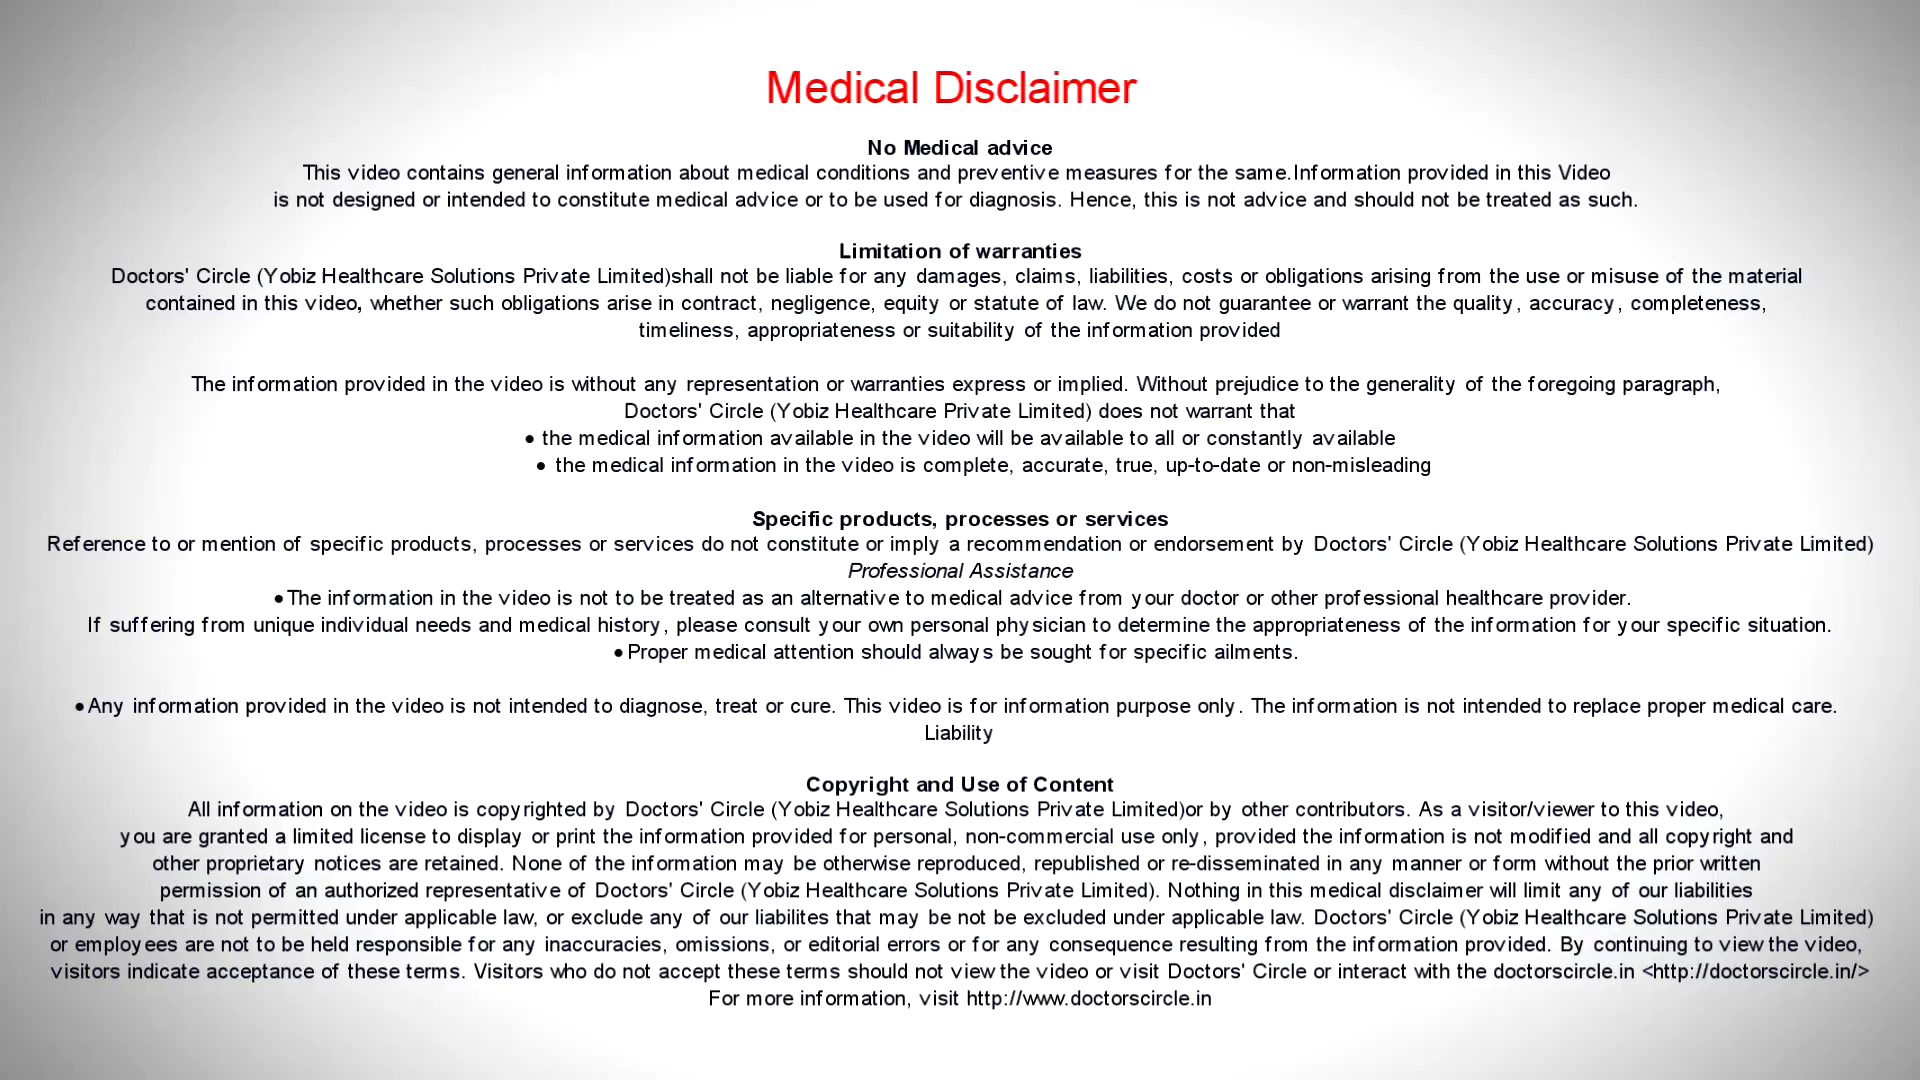 Medical Disclaimer
No Medical advice
This video contains general information about medical conditions and preventive measures for the same.Information provided in this Video
is not designed or intended to constitute medical advice or to be used for diagnosis. Hence, this is not advice and should not be treated as such.
Limitation of warranties
Doctors' Circle (Yobiz Healthcare Solutions Private Limited)shall not be liable for any damages, claims, liabilities, costs or obligations arising from the use or misuse of the material
contained in this video, whether such obligations arise in contract, negligence, equity or statute of law. We do not guarantee or warrant the quality, accuracy, completeness,
timeliness, appropriateness or suitability of the information provided
The information provided in the video is without any representation or warranties express or implied. Without prejudice to the generality of the foregoing paragraph,
Doctors' Circle (Yobiz Healthcare Private Limited) does not warrant that
• the medical information available in the video will be available to all or constantly available
• the medical information in the video is complete, accurate, true, up-to-date or non-misleading
Specific products, processes or services
Reference to or mention of specific products, processes or services do not constitute or imply a recommendation or endorsement by Doctors' Circle (Yobiz Healthcare Solutions Private Limited)
Professional Assistance
•The information in the video is not to be treated as an alternative to medical advice from your doctor or other professional healthcare provider.
If suffering from unique individual needs and medical history, please consult your own personal physician to determine the appropriateness of the information for your specific situation.
•Proper medical attention should always be sought for specific ailments.
•Any information provided in the video is not intended to diagnose, treat or cure. This video is for information purpose only. The information is not intended to replace proper medical care.
Liability
Copyright and Use of Content
All information on the video is copyrighted by Doctors' Circle (Yobiz Healthcare Solutions Private Limited)or by other contributors. As a visitor/viewer to this video,
you are granted a limited license to display or print the information provided for personal, non-commercial use only, provided the information is not modified and all copyright and
other proprietary notices are retained. None of the information may be otherwise reproduced, republished or re-disseminated in any manner or form without the prior written
permission of an authorized representative of Doctors' Circle (Yobiz Healthcare Solutions Private Limited). Nothing in this medical disclaimer will limit any of our liabilities
in any way that is not permitted under applicable law, or exclude any of our liabilites that may be not be excluded under applicable law. Doctors' Circle (Yobiz Healthcare Solutions Private Limited)
or employees are not to be held responsible for any inaccuracies, omissions, or editorial errors or for any consequence resulting from the information provided. By continuing to view the video,
visitors indicate acceptance of these terms. Visitors who do not accept these terms should not view the video or visit Doctors' Circle or interact with the doctorscircle.in <http://doctorscircle.in/>
For more information, visit http://www.doctorscircle.in